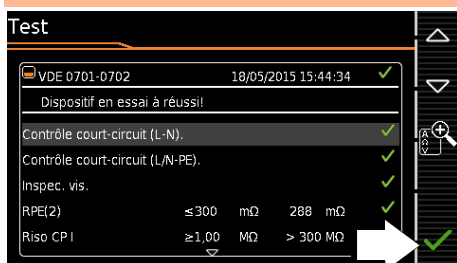 Test
VDE 0701-0702 18/05/2015 15:44:34
Dispositif en essai à réussi!
Contrôle court-circuit (L-N).
Contrôle court-circuit (L/N-PE).
Inspec. vis.
RPE(2) ≤300 mΩ 288 mΩ
Riso CP I ≥1,00 MΩ > 300 MΩ